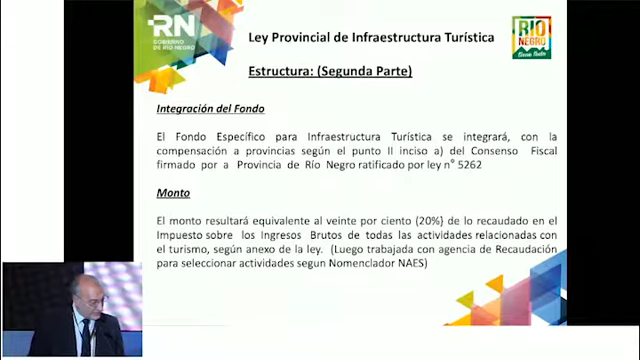 RN
GOBIERNO
DE RIO NEGRO
Ley Provincial de Infraestructura Turística
RIO
NEGRO
Estructura: (Segunda Parte)
Integración del Fondo
El Fondo Específico para Infraestructura Turística se integrará, con la
compensación a provincias según el punto II inciso a) del Consenso Fiscal
firmado por a Provincia de Río Negro ratificado por ley n° 5262
Monto
El monto resultará equivalente al veinte por ciento (20%} de lo recaudado en el
Impuesto sobre los Ingresos Brutos de todas las actividades relacionadas con
el turismo, según anexo de la ley. (Luego trabajada con agencia de Recaudación
para seleccionar actividades segun Nomenclador NAES)